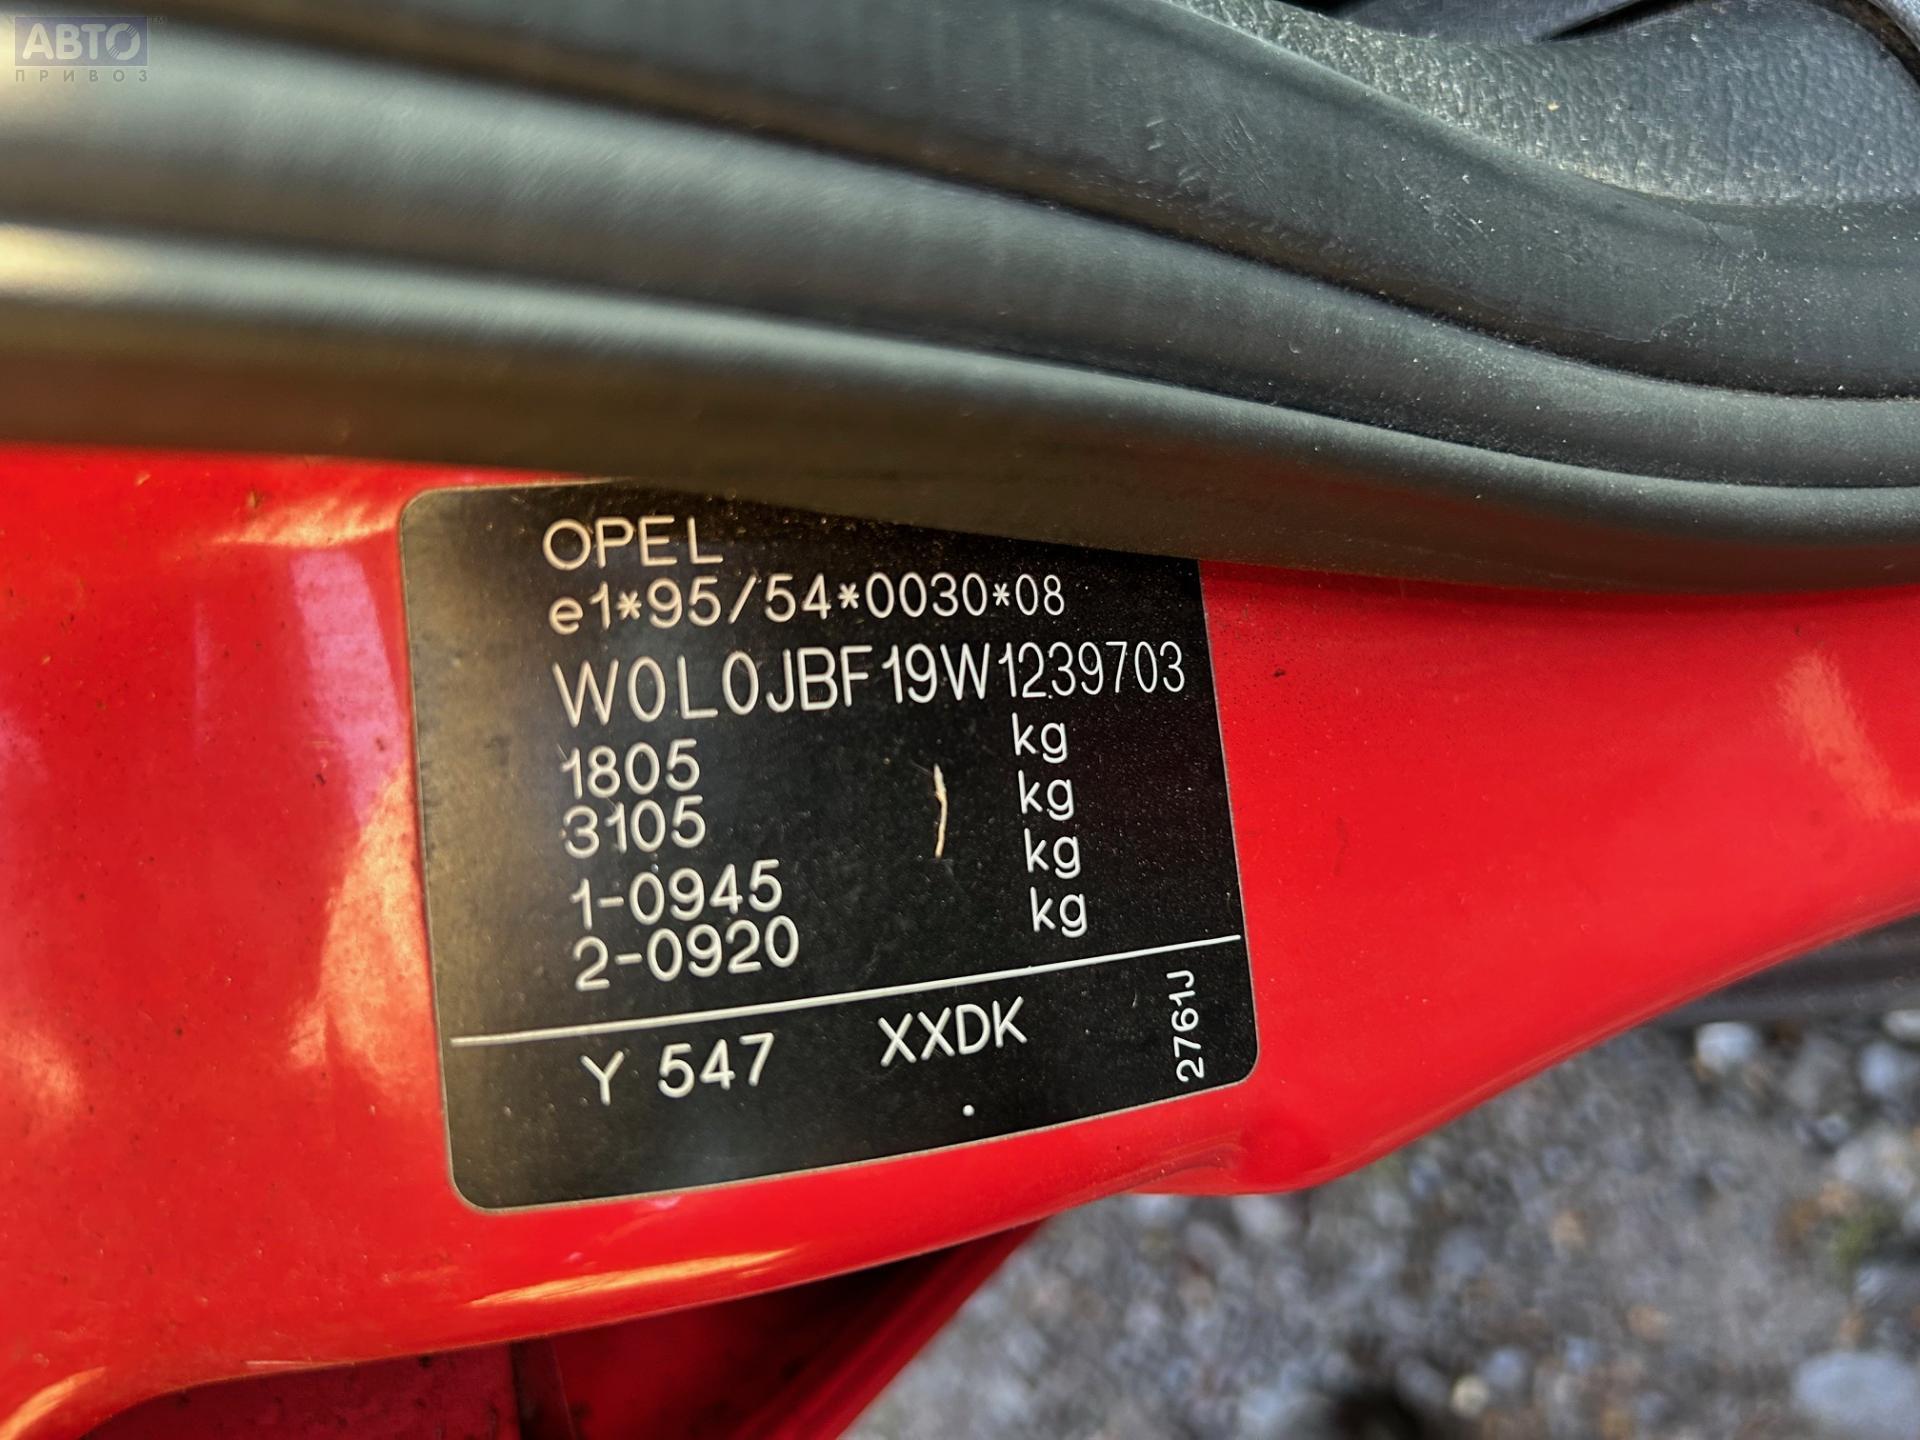 АВТО™
ПРИВОЗ
OPEL
e1*95/54*0030*08
W0L0JBF19W1239703
1805 kg
3105 kg
1-0945 kg
2-0920 kg
Y 547 XXDK
2761J